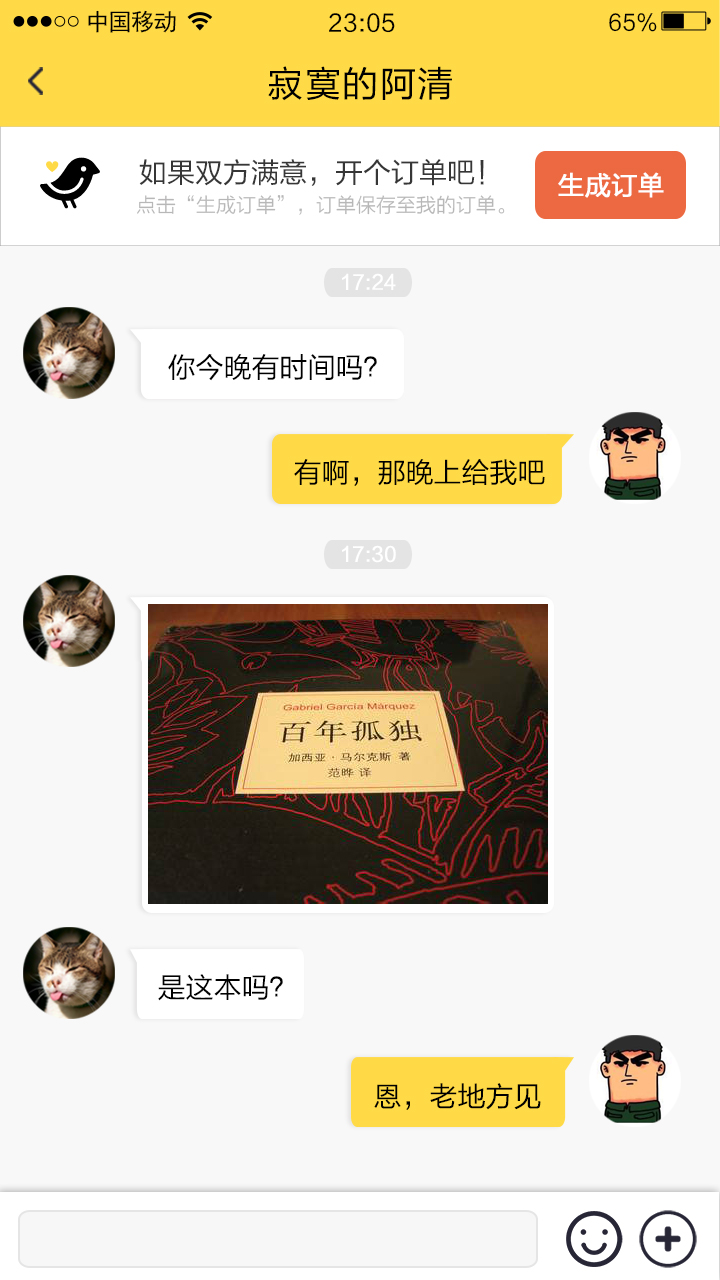 中国移动
23:05
65%
寂寞的阿清
如果双方满意，开个订单吧！
点击“生成订单”，订单保存至我的订单。
生成订单
17:24
你今晚有时间吗?
有啊，那晚上给我吧
17:30
Gabriel García Márquez
百年孤独
加西亚·马尔克斯 著
范晔 译
是这本吗?
恩，老地方见